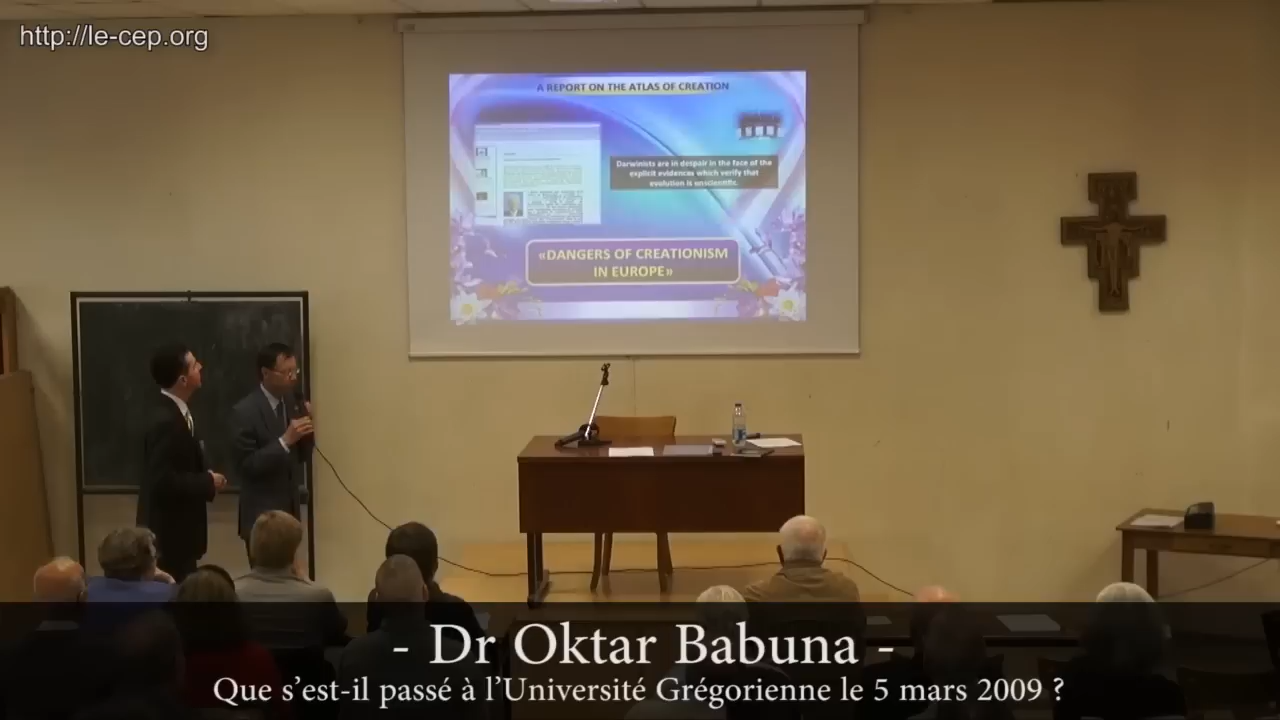 http://le-cep.org
A REPORT ON THE ATLAS OF CREATION
Darwinists are in despair in the face of the
explicit evidences which verify that
evolution is unscientific.
«DANGERS OF CREATIONISM
IN EUROPE»
- Dr Oktar Babuna -
Que s'est-il passé à l'Université Grégorienne le 5 mars 2009 ?